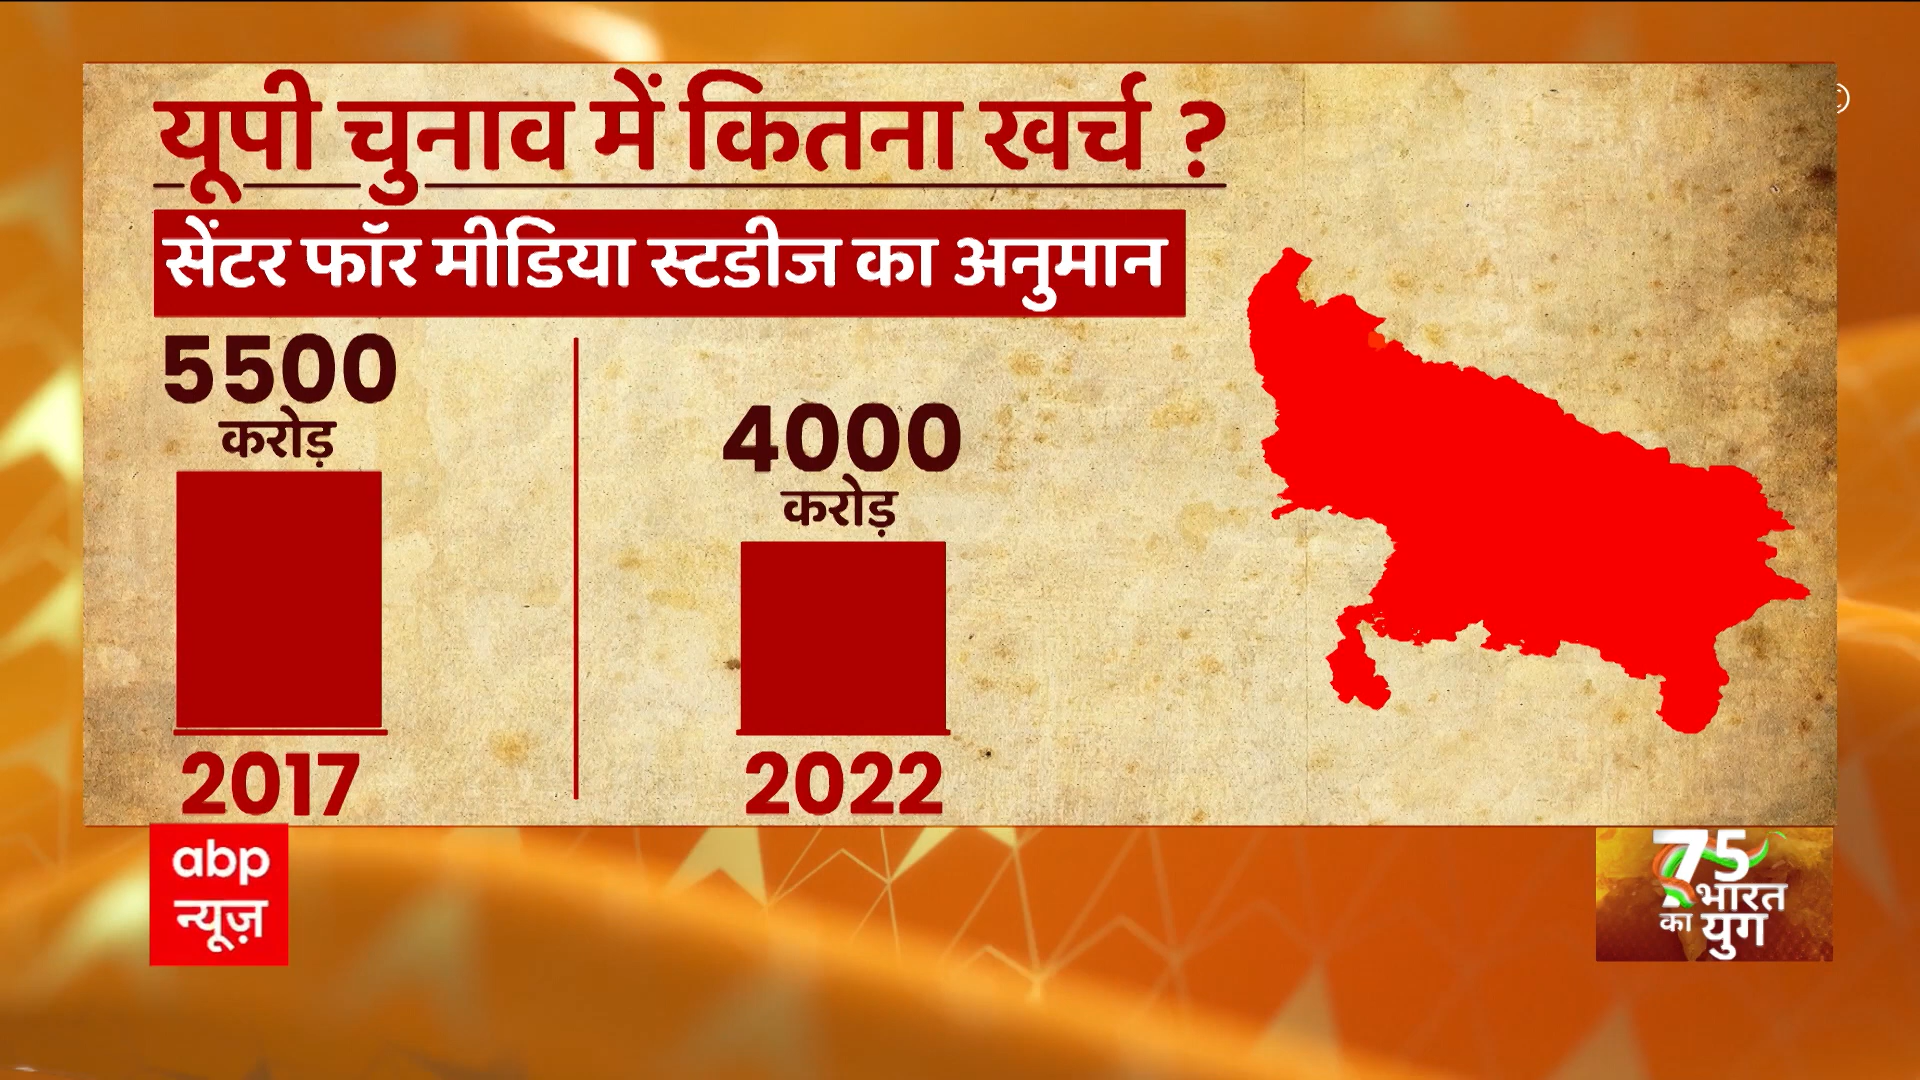 यूपी चुनाव में कितना खर्च ?
सेंटर फॉर मीडिया स्टडीज का अनुमान
5500
करोड़
4000
करोड़
2017
2022
abp
न्यूज़
75
भारत
का युग